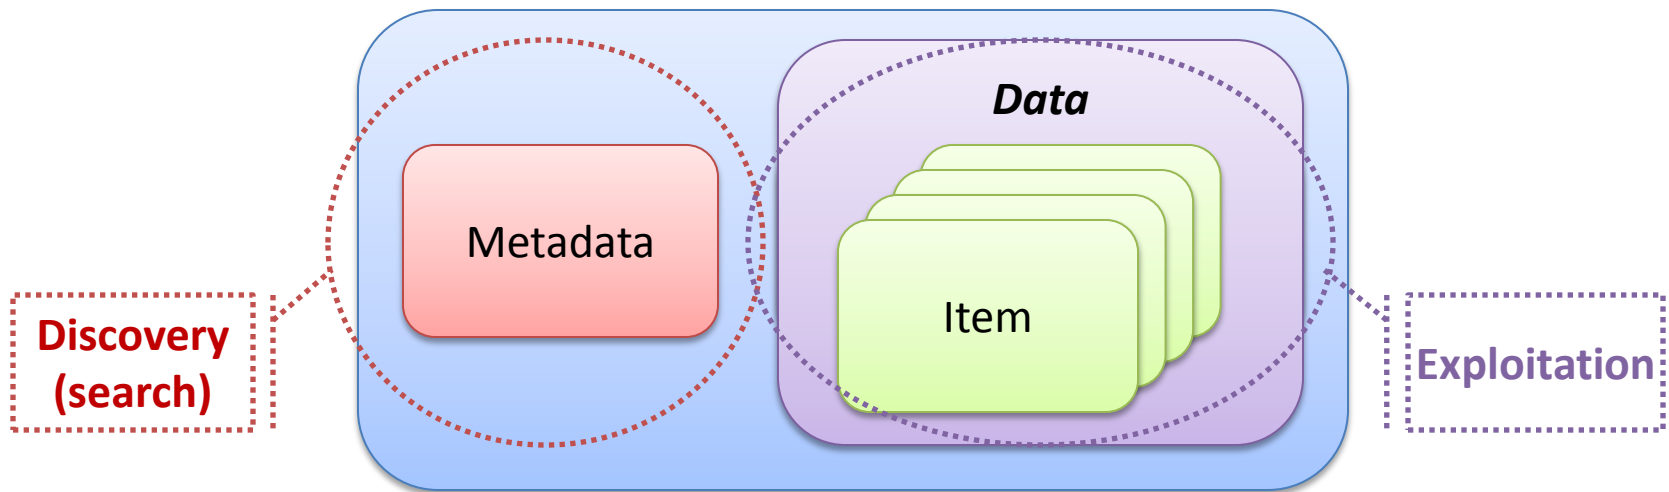 Data
Metadata
Item
Discovery
(search)
Exploitation